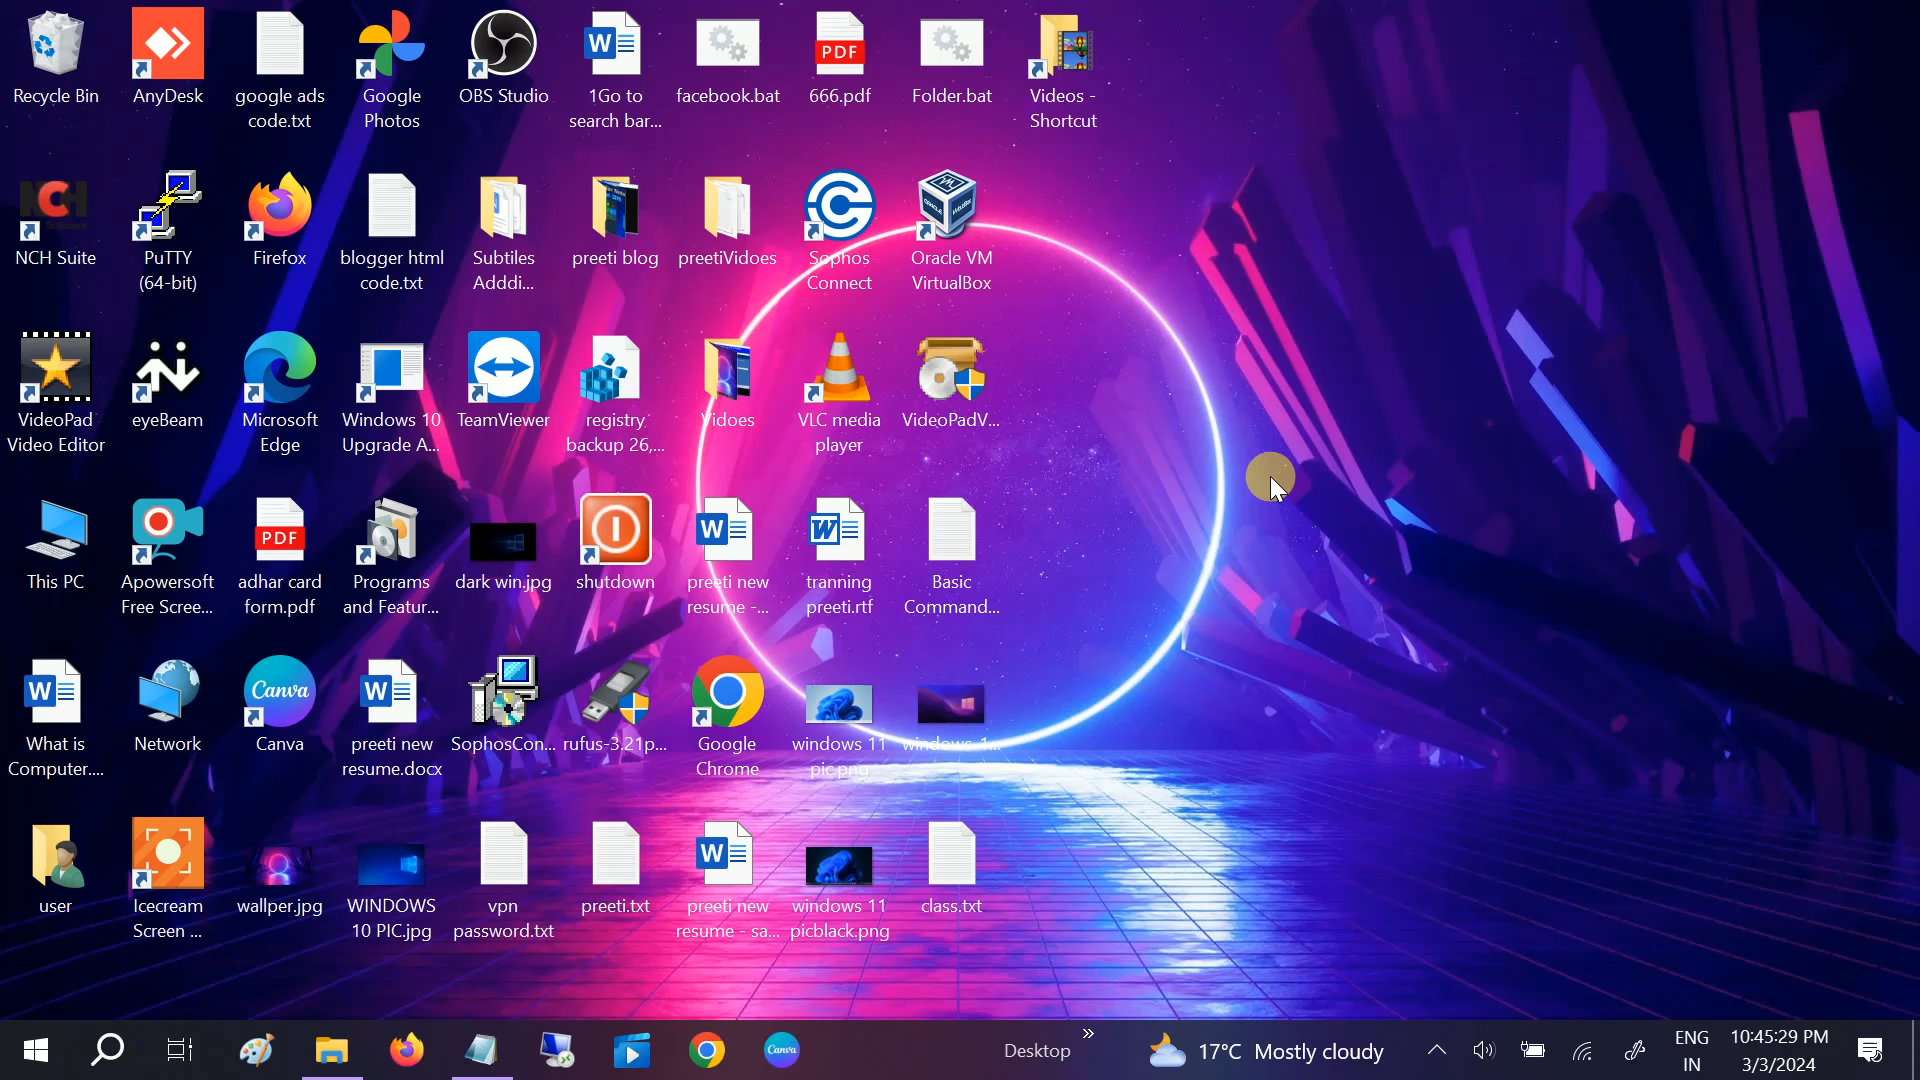 Recycle Bin
AnyDesk
google ads
code.txt
Google
Photos
OBS Studio
1Go to
search bar...
facebook.bat
PDF
666.pdf
Folder.bat
Videos -
Shortcut
NCH
NCH Suite
PuTTY
(64-bit)
Firefox
blogger html
code.txt
Subtiles
Adddi...
preeti blog
preetiVidoes
Sophos
Connect
Oracle VM
VirtualBox
VideoPad
Video Editor
eyeBeam
Microsoft
Edge
Windows 10
Upgrade A...
TeamViewer
registry
backup 26,...
Vidoes
VLC media
player
VideoPadV...
This PC
Apowersoft
Free Scree...
PDF
adhar card
form.pdf
Programs
and Featur...
dark win.jpg
shutdown
preeti new
resume -...
tranning
preeti.rtf
Basic
Command...
What is
Computer....
Network
Canva
Canva
preeti new
resume.docx
SophosCon...
rufus-3.21p...
Google
Chrome
windows 11
pic.png
windows-1...
user
Icecream
Screen ...
wallper.jpg
WINDOWS
10 PIC.jpg
vpn
password.txt
preeti.txt
preeti new
resume - sa...
windows 11
picblack.png
class.txt
Canva
Desktop
17°C Mostly cloudy
ENG
IN
10:45:29 PM
3/3/2024